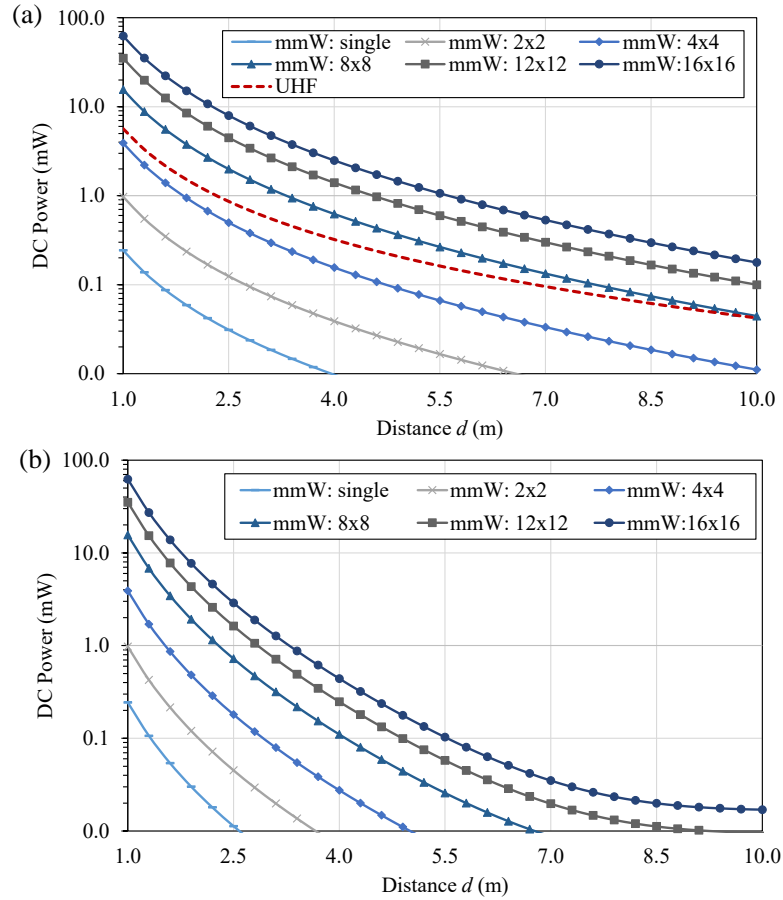 (a)
100.0
10.0
1.0
0.1
0.0
DC Power (mW)
mmW: single mmW: 2x2 mmW: 4x4
mmW: 8x8 mmW: 12x12 mmW:16x16
UHF
1.0 2.5 4.0 5.5 7.0 8.5 10.0
Distance d (m)
(b)
100.0
10.0
1.0
0.1
0.0
DC Power (mW)
mmW: single mmW: 2x2 mmW: 4x4
mmW: 8x8 mmW: 12x12 mmW:16x16
1.0 2.5 4.0 5.5 7.0 8.5 10.0
Distance d (m)